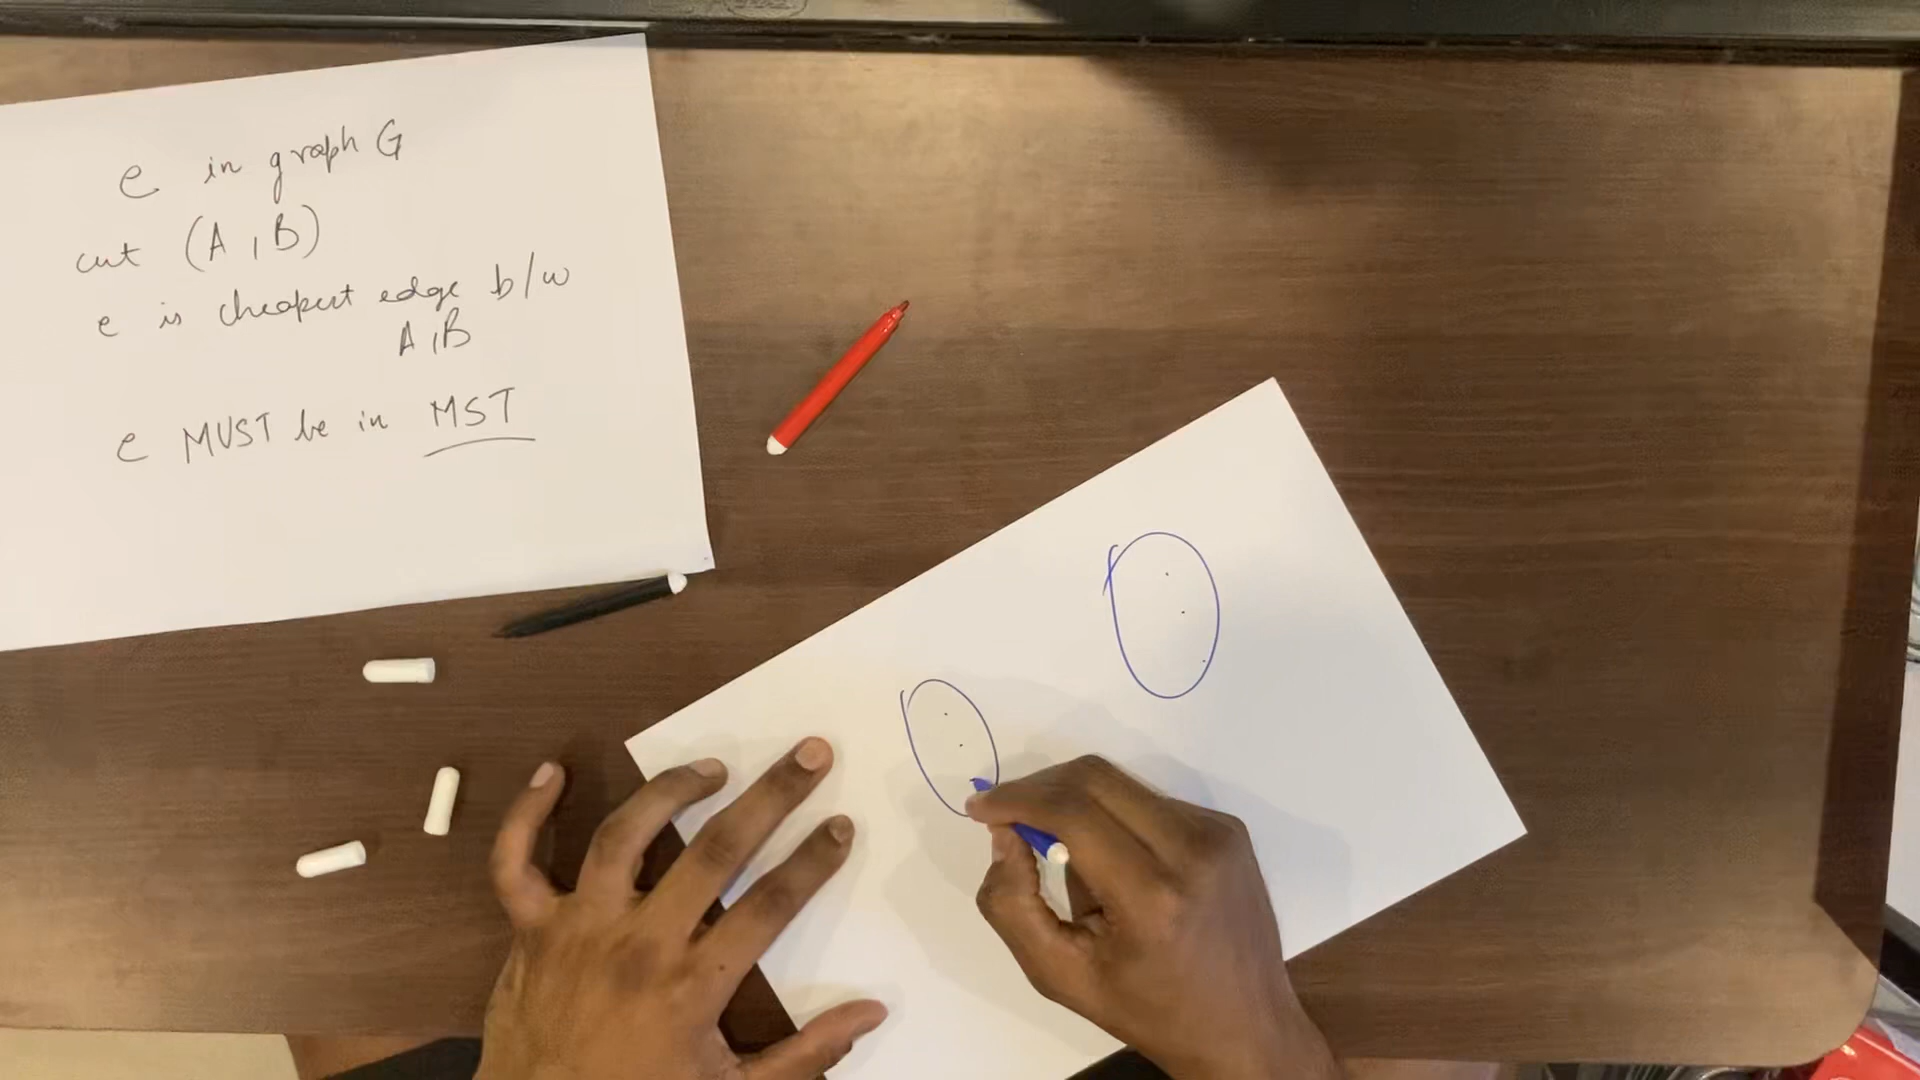 e in graph G
cut (A, B)
e is cheapest edge b/w
A, B
e MUST be in MST